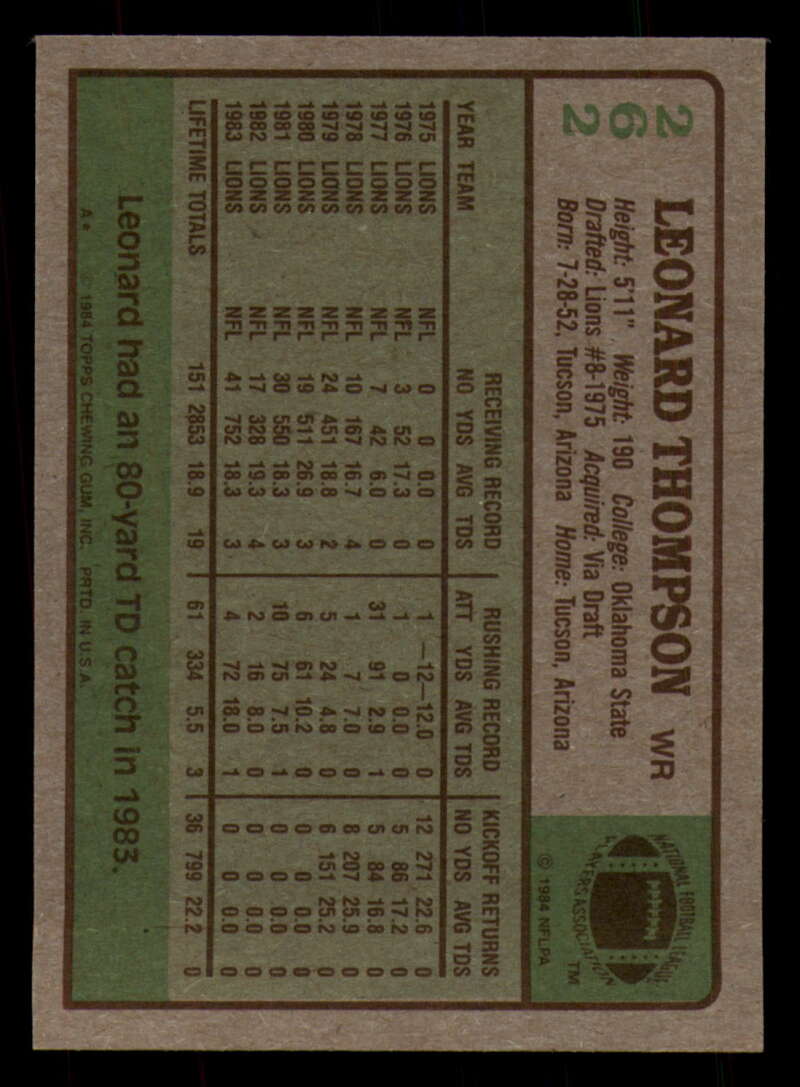 262
LEONARD THOMPSON WR
Height: 5'11" Weight: 190 College: Oklahoma State
Drafted: Lions #8-1975 Acquired: Via Draft
Born: 7-28-52, Tucson, Arizona Home: Tucson, Arizona
NATIONAL FOOTBALL LEAGUE
PLAYERS ASSOCIATION
TM
© 1984 NFLPA
RECEIVING RECORD RUSHING RECORD KICKOFF RETURNS
YEAR TEAM NO YDS AVG TDS ATT YDS AVG TDS NO YDS AVG TDS
1975 LIONS NFL 0 0 0.0 0 1 –12 –12.0 0 12 271 22.6 0
1976 LIONS NFL 3 52 17.3 0 1 0 0.0 0 5 86 17.2 0
1977 LIONS NFL 7 42 6.0 0 31 91 2.9 1 5 84 16.8 0
1978 LIONS NFL 10 167 16.7 4 1 7 7.0 0 8 207 25.9 0
1979 LIONS NFL 24 451 18.8 2 5 24 4.8 0 6 151 25.2 0
1980 LIONS NFL 19 511 26.9 3 6 61 10.2 0 0 0 0.0 0
1981 LIONS NFL 30 550 18.3 3 10 75 7.5 1 0 0 0.0 0
1982 LIONS NFL 17 328 19.3 4 2 16 8.0 0 0 0 0.0 0
1983 LIONS NFL 41 752 18.3 3 4 72 18.0 1 0 0 0.0 0
LIFETIME TOTALS 151 2853 18.9 19 61 334 5.5 3 36 799 22.2 0
Leonard had an 80-yard TD catch in 1983.
A* © 1984 TOPPS CHEWING GUM, INC. PRTD. IN U.S.A.